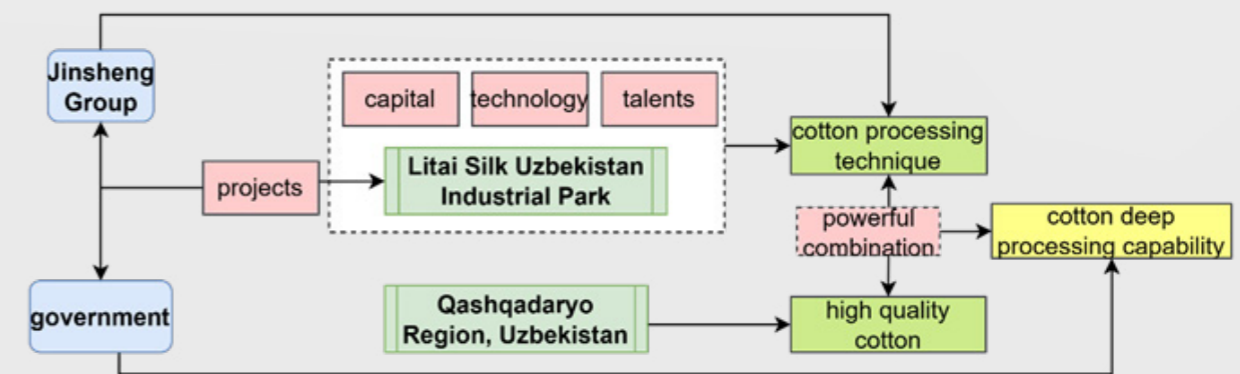 Jinsheng
Group
capital
technology
talents
cotton processing
technique
Litai Silk Uzbekistan
Industrial Park
projects
powerful
combination
cotton deep
processing capability
government
Qashqadaryo
Region, Uzbekistan
high quality
cotton